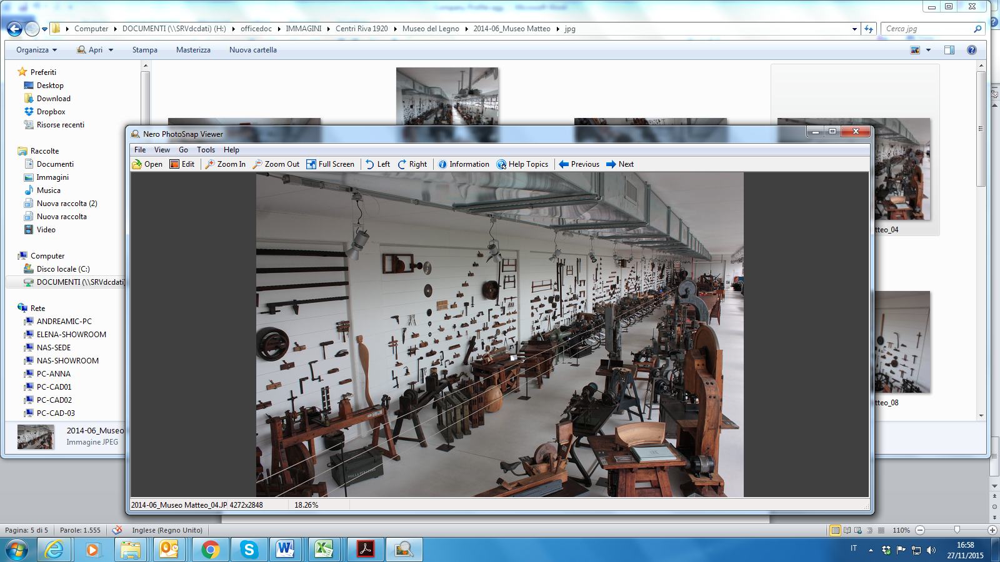 Computer
DOCUMENTI (\\SRVdcdati) (H:)
officedoc
IMMAGINI
Centri Riva 1920
Museo del Legno
2014-06_Museo Matteo
jpg
Cerca jpg
Organizza
Apri
Stampa
Masterizza
Nuova cartella
Preferiti
Desktop
Download
Dropbox
Risorse recenti
Raccolte
Documenti
Immagini
Musica
Nuova raccolta (2)
Nuova raccolta
Video
Computer
Disco locale (C:)
DOCUMENTI (\\SRVdcdati)
Rete
ANDREAMIC-PC
ELENA-SHOWROOM
NAS-SEDE
NAS-SHOWROOM
PC-ANNA
PC-CAD01
PC-CAD02
PC-CAD-03
2014-06_Museo
Immagine JPEG
tteo_04
tteo_08
Nero PhotoSnap Viewer
File View Go Tools Help
Open Edit Zoom In Zoom Out Full Screen Left Right Information Help Topics Previous Next
2014-06_Museo Matteo_04.JP 4272x2848 18.26%
Pagina: 5 di 5 Parole: 1.555 Inglese (Regno Unito) 110%
IT
16:58
27/11/2015